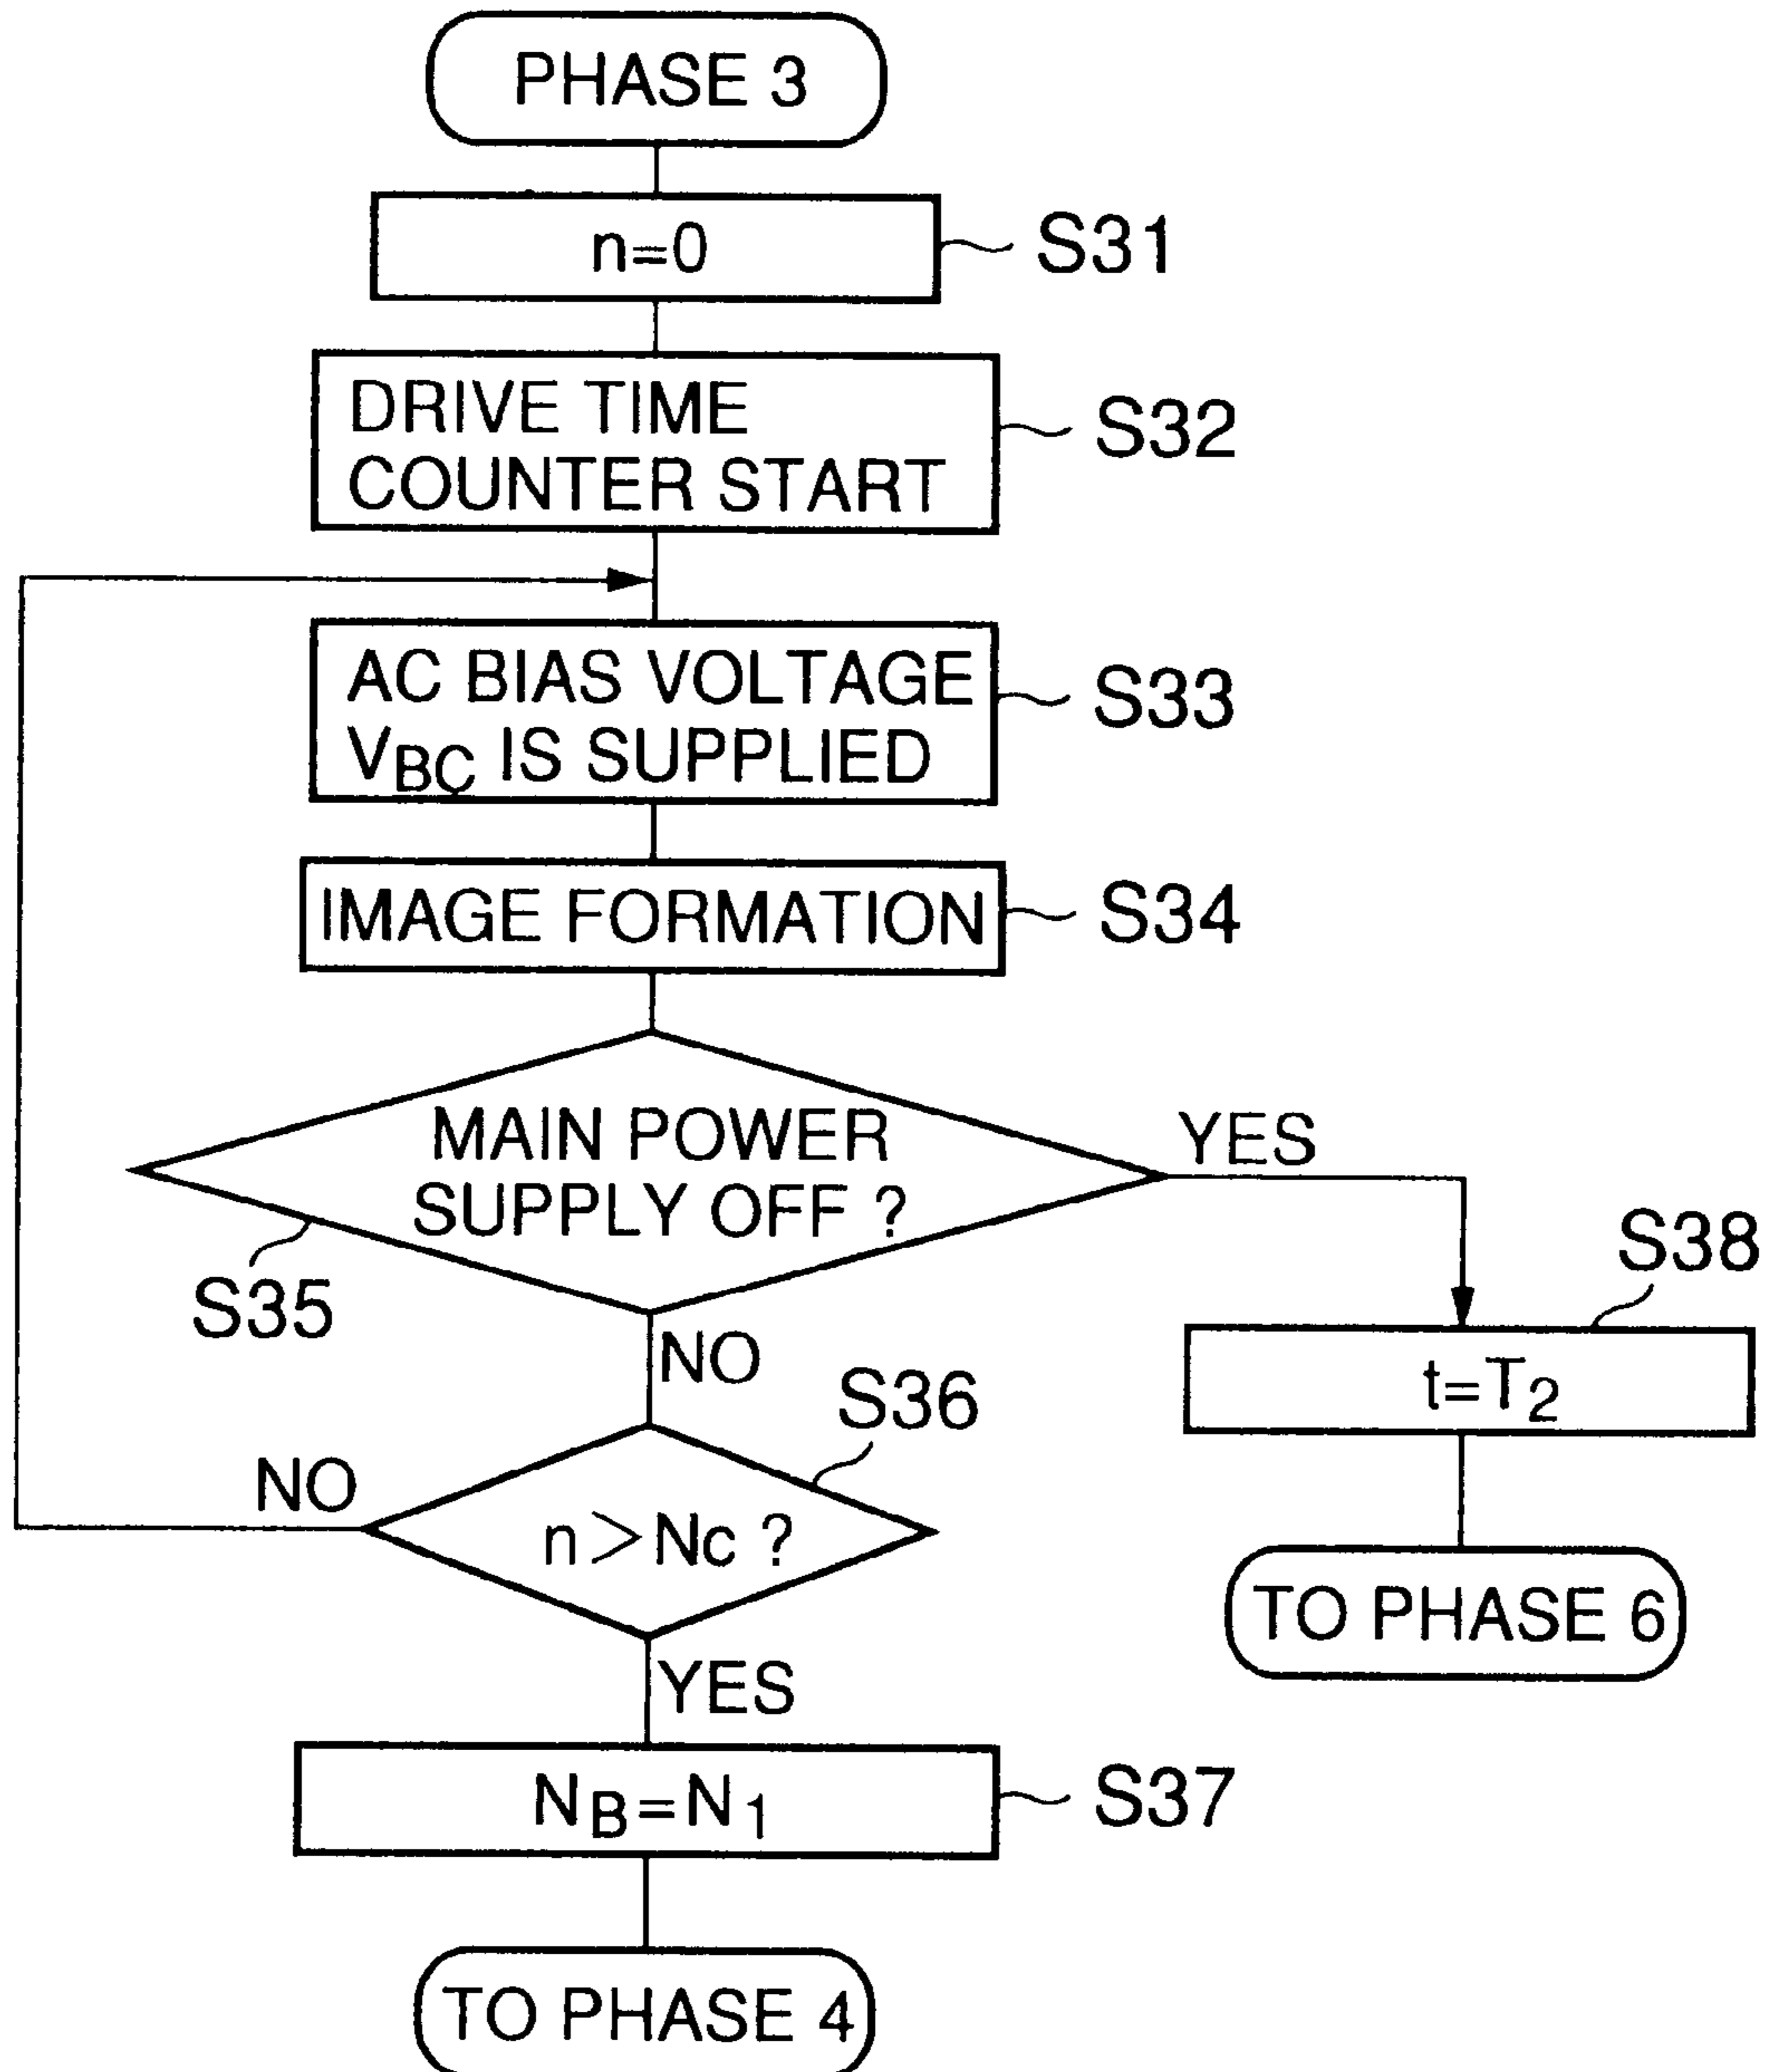 PHASE 3
n=0
S31
DRIVE TIME
COUNTER START
S32
AC BIAS VOLTAGE
VBC IS SUPPLIED
S33
IMAGE FORMATION
S34
MAIN POWER
SUPPLY OFF ?
YES
S35
S38
NO
t=T2
S36
NO
n>Nc ?
TO PHASE 6
YES
NB=N1
S37
TO PHASE 4